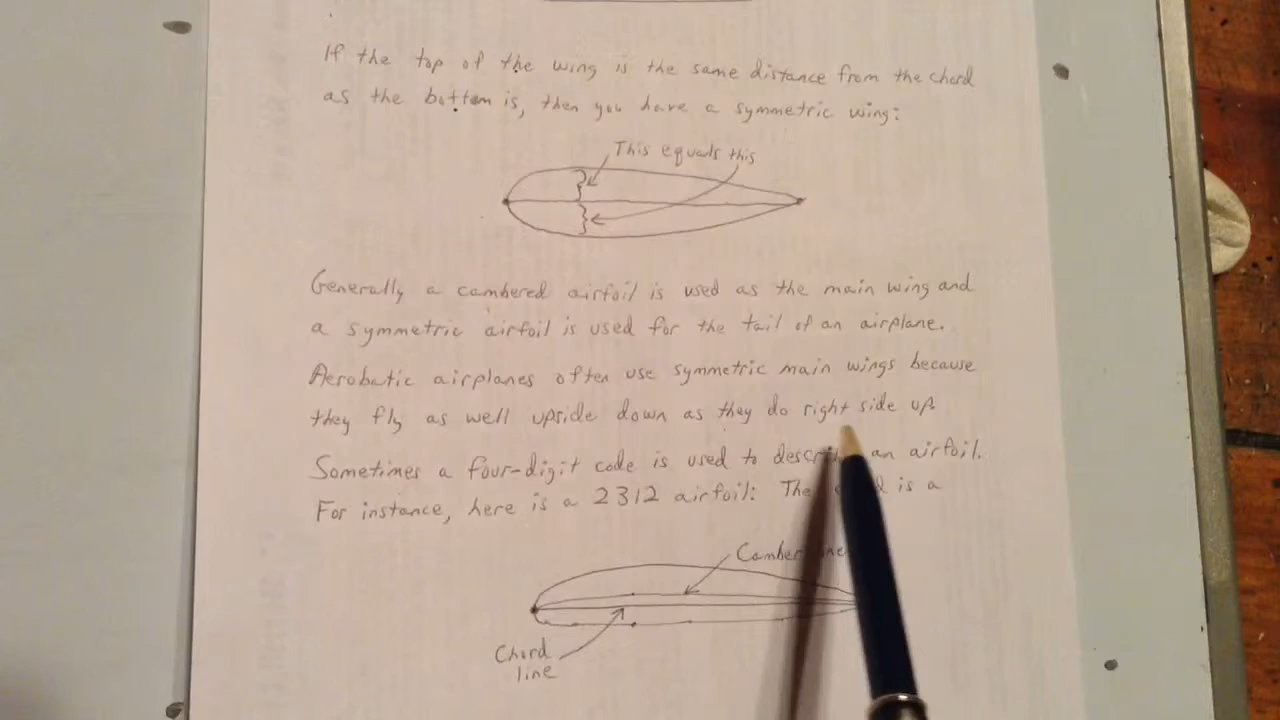 If the top of the wing is the same distance from the chord
as the bottom is, then you have a symmetric wing:
This equals this
Generally a cambered airfoil is used as the main wing and
a symmetric airfoil is used for the tail of an airplane.
Aerobatic airplanes often use symmetric main wings because
they fly as well upside down as they do right side up.
Sometimes a four-digit code is used to an airfoil.
For instance, here is a 2312 airfoil: is a
Camber
Chord
line